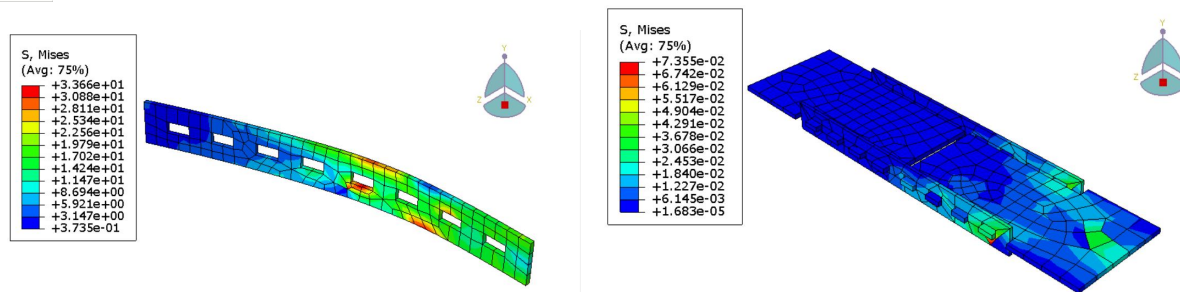 S, Mises
(Avg: 75%)
+3.366e+01
+3.088e+01
+2.811e+01
+2.534e+01
+2.256e+01
+1.979e+01
+1.702e+01
+1.424e+01
+1.147e+01
+8.694e+00
+5.921e+00
+3.147e+00
+3.735e-01
Y
Z
X
S, Mises
(Avg: 75%)
+7.355e-02
+6.742e-02
+6.129e-02
+5.517e-02
+4.904e-02
+4.291e-02
+3.678e-02
+3.066e-02
+2.453e-02
+1.840e-02
+1.227e-02
+6.145e-03
+1.683e-05
Y
Z
X